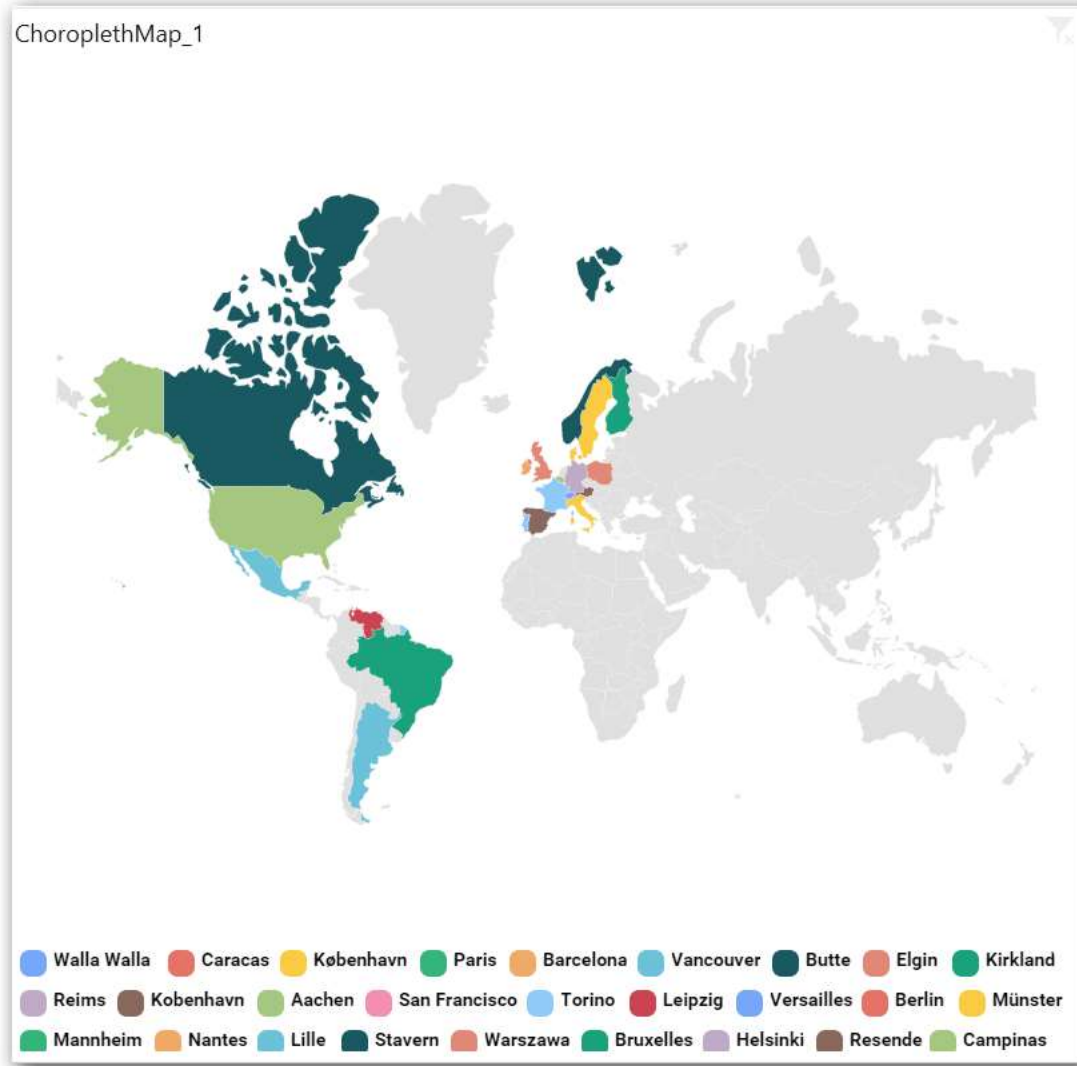 ChoroplethMap_1
Walla Walla Caracas København Paris Barcelona Vancouver Butte Elgin Kirkland
Reims Kobenhavn Aachen San Francisco Torino Leipzig Versailles Berlin Münster
Mannheim Nantes Lille Stavern Warszawa Bruxelles Helsinki Resende Campinas